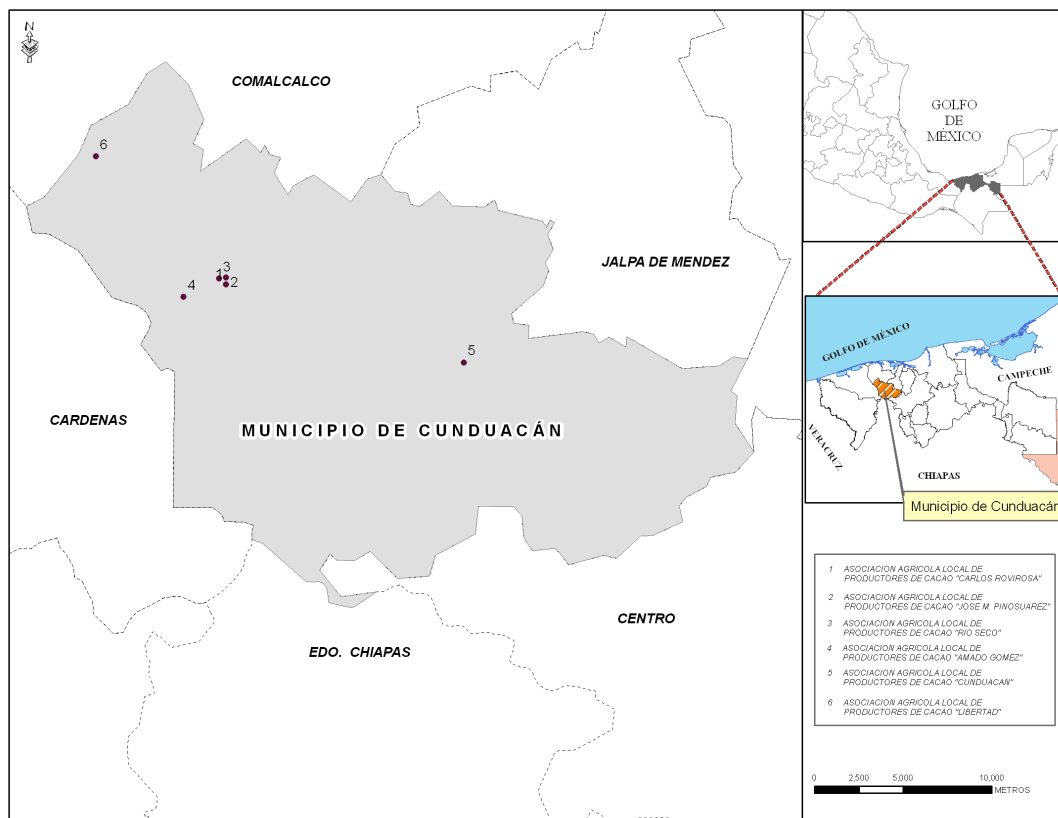 N
COMALCALCO
6
JALPA DE MENDEZ
3
1
2
4
5
CARDENAS
MUNICIPIO DE CUNDUACÁN
CENTRO
EDO. CHIAPAS
GOLFO
DE
MÉXICO
GOLFO DE MÉXICO
CAMPECHE
VERACRUZ
CHIAPAS
Municipio de Cunduacán
1 ASOCIACION AGRICOLA LOCAL DE
PRODUCTORES DE CACAO "CARLOS ROVIROSA"
2 ASOCIACION AGRICOLA LOCAL DE
PRODUCTORES DE CACAO "JOSE M. PINOSUAREZ"
3 ASOCIACION AGRICOLA LOCAL DE
PRODUCTORES DE CACAO "RIO SECO"
4 ASOCIACION AGRICOLA LOCAL DE
PRODUCTORES DE CACAO "AMADO GOMEZ"
5 ASOCIACION AGRICOLA LOCAL DE
PRODUCTORES DE CACAO "CUNDUACAN"
6 ASOCIACION AGRICOLA LOCAL DE
PRODUCTORES DE CACAO "LIBERTAD"
0 2,500 5,000 10,000
METROS